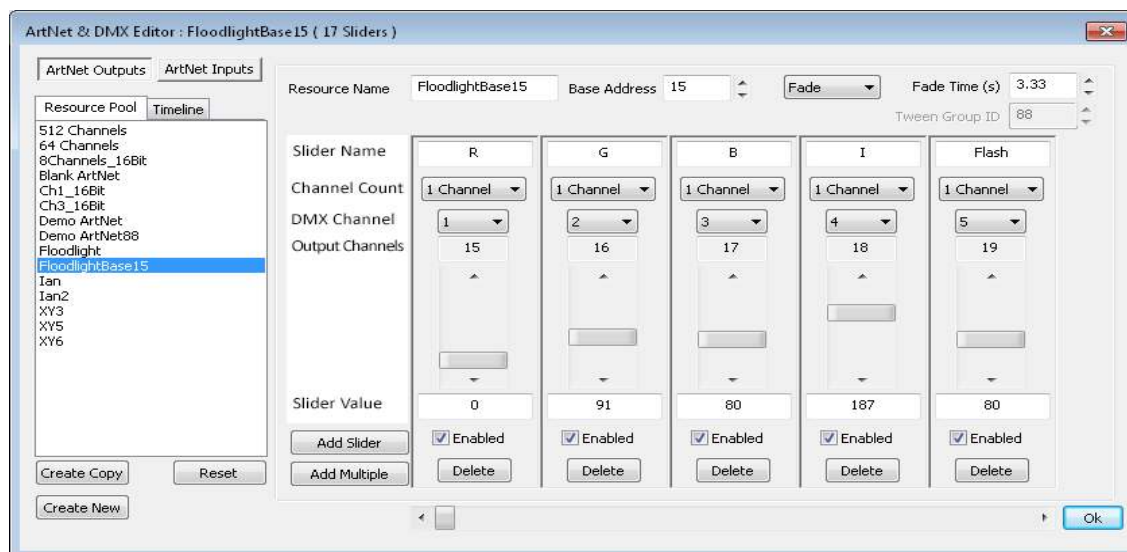 ArtNet & DMX Editor : FloodlightBase15 ( 17 Sliders )
ArtNet Outputs ArtNet Inputs
Resource Pool Timeline
512 Channels
64 Channels
8Channels_16Bit
Blank ArtNet
Ch1_16Bit
Ch3_16Bit
Demo ArtNet
Demo ArtNet88
Floodlight
FloodlightBase15
Ian
Ian2
XY3
XY5
XY6
Create Copy Reset
Create New
Resource Name FloodlightBase15 Base Address 15 Fade Fade Time (s) 3.33
Tween Group ID 88
Slider Name R G B I Flash
Channel Count 1 Channel 1 Channel 1 Channel 1 Channel 1 Channel
DMX Channel 1 2 3 4 5
Output Channels 15 16 17 18 19
Slider Value 0 91 80 187 80
Add Slider Enabled Enabled Enabled Enabled Enabled
Add Multiple Delete Delete Delete Delete Delete
Ok